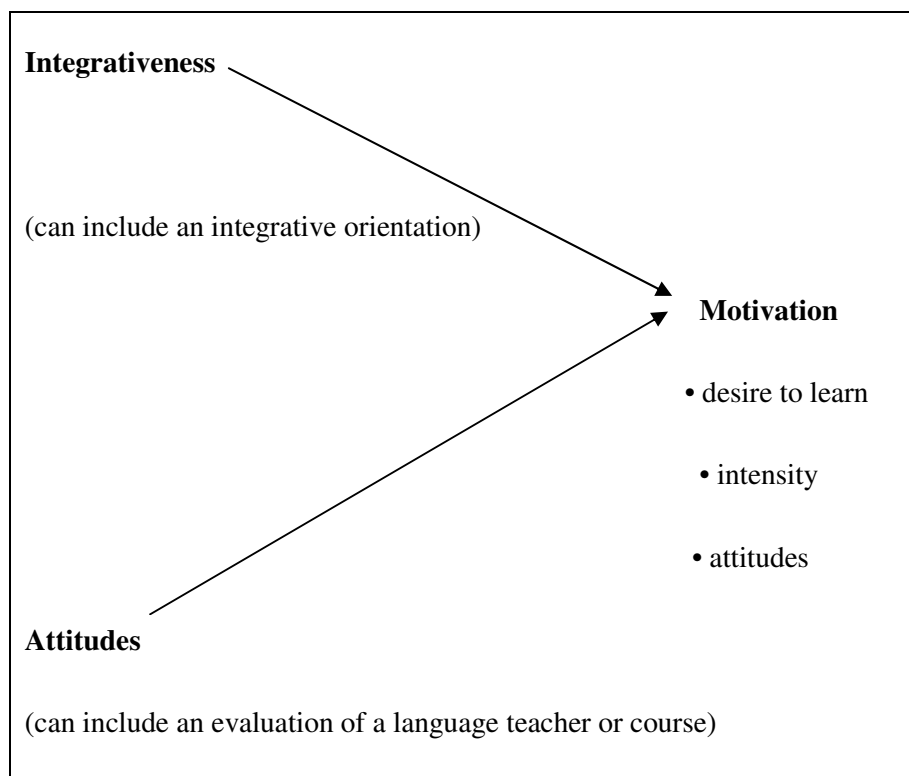 Integrativeness
(can include an integrative orientation)
Motivation
• desire to learn
• intensity
• attitudes
Attitudes
(can include an evaluation of a language teacher or course)